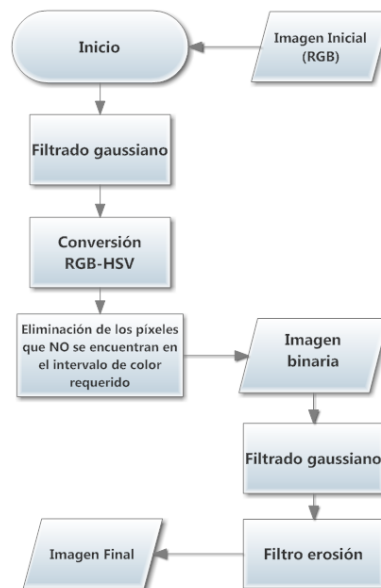 Inicio
Imagen Inicial
(RGB)
Filtrado gaussiano
Conversión
RGB-HSV
Eliminación de los píxeles
que NO se encuentran en
el intervalo de color
requerido
Imagen
binaria
Filtrado gaussiano
Filtro erosión
Imagen Final